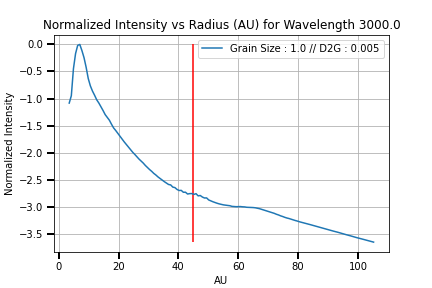 Normalized Intensity vs Radius (AU) for Wavelength 3000.0
Grain Size : 1.0 // D2G : 0.005
Normalized Intensity
0.0
−0.5
−1.0
−1.5
−2.0
−2.5
−3.0
−3.5
0 20 40 60 80 100
AU